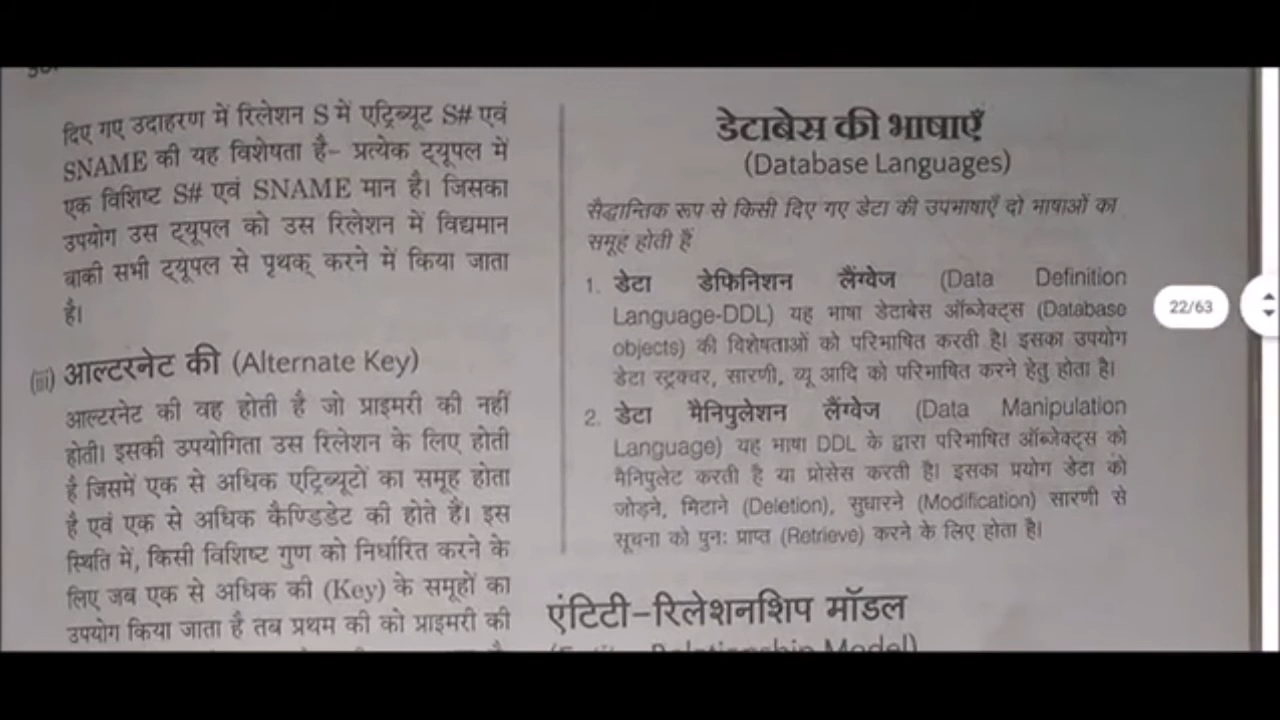 दिए गए उदाहरण में रिलेशन S में एट्रिब्यूट S# एवं
SNAME की यह विशेषता है- प्रत्येक ट्यूपल में
एक विशिष्ट S# एवं SNAME मान है। जिसका
उपयोग उस ट्यूपल को उस रिलेशन में विद्यमान
बाकी सभी ट्यूपल से पृथक् करने में किया जाता
है।
(iii) आल्टरनेट की (Alternate Key)
आल्टरनेट की वह होती है जो प्राइमरी की नहीं
होती। इसकी उपयोगिता उस रिलेशन के लिए होती
है जिसमें एक से अधिक एट्रिब्यूटों का समूह होता
है एवं एक से अधिक कैण्डिडेट की होते हैं। इस
स्थिति में, किसी विशिष्ट गुण को निर्धारित करने के
लिए जब एक से अधिक की (Key) के समूहों का
उपयोग किया जाता है तब प्रथम की को प्राइमरी की
डेटाबेस की भाषाएँ
(Database Languages)
सैद्धान्तिक रूप से किसी दिए गए डेटा की उपभाषाएँ दो भाषाओं का
समूह होती हैं
1. डेटा डेफिनिशन लैंग्वेज (Data Definition
Language-DDL) यह भाषा डेटाबेस ऑब्जेक्ट्स (Database
objects) की विशेषताओं को परिभाषित करती है। इसका उपयोग
डेटा स्ट्रक्चर, सारणी, व्यू आदि को परिभाषित करने हेतु होता है।
2. डेटा मैनिपुलेशन लैंग्वेज (Data Manipulation
Language) यह भाषा DDL के द्वारा परिभाषित ऑब्जेक्ट्स को
मैनिपुलेट करती है या प्रोसेस करती है। इसका प्रयोग डेटा को
जोड़ने, मिटाने (Deletion), सुधारने (Modification) सारणी से
सूचना को पुनः प्राप्त (Retrieve) करने के लिए होता है।
एंटिटी-रिलेशनशिप मॉडल
(Entity Relationship Model)
22/63